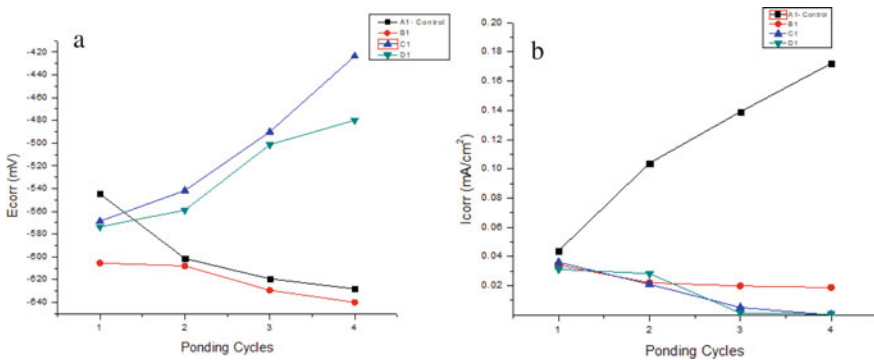 a
A1- Control
B1
C1
D1
-420
-440
-460
-480
-500
-520
-540
-560
-580
-600
-620
-640
Ecorr (mV)
1 2 3 4
Ponding Cycles
b
A1- Control
B1
C1
D1
0.20
0.18
0.16
0.14
0.12
0.10
0.08
0.06
0.04
0.02
Icorr (mA/cm²)
1 2 3 4
Ponding Cycles